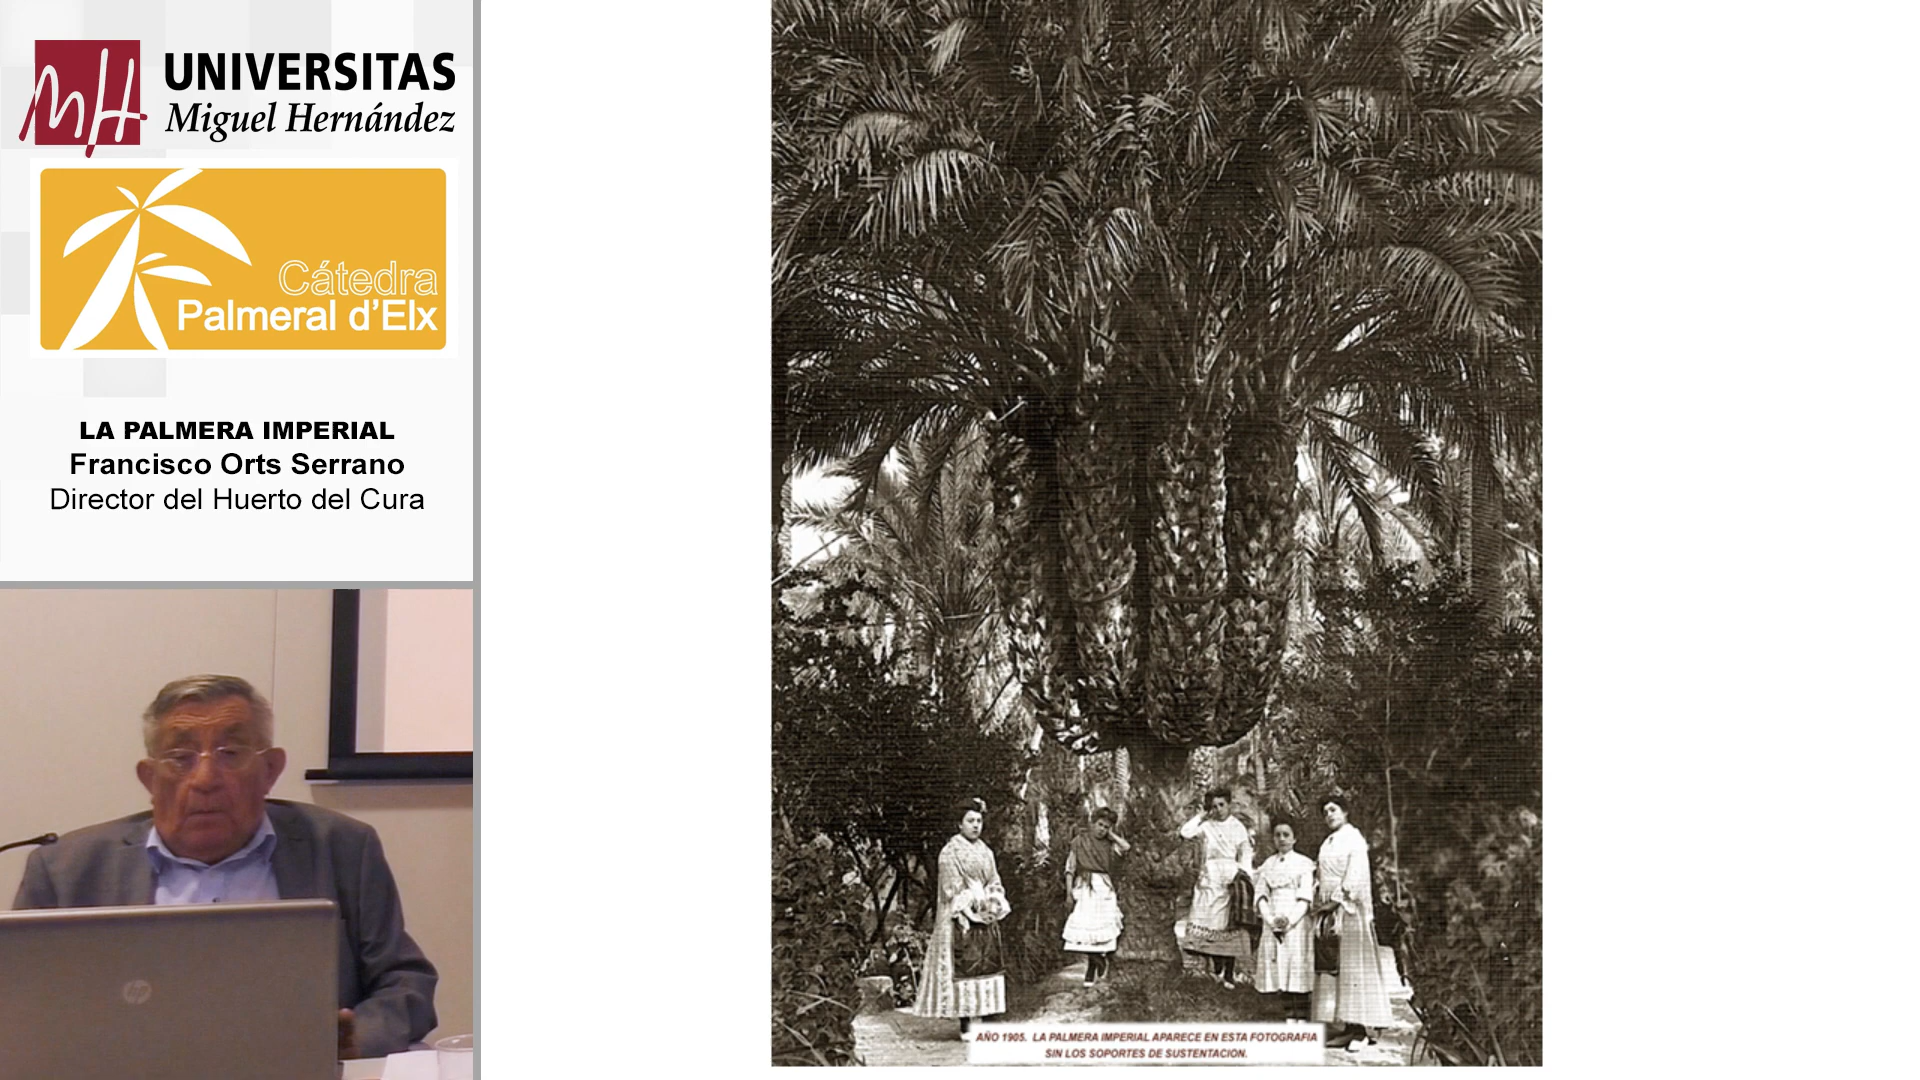 UNIVERSITAS
Miguel Hernández
Cátedra
Palmeral d'Elx
LA PALMERA IMPERIAL
Francisco Orts Serrano
Director del Huerto del Cura
hp
AÑO 1905. LA PALMERA IMPERIAL APARECE EN ESTA FOTOGRAFIA
SIN LOS SOPORTES DE SUSTENTACION.